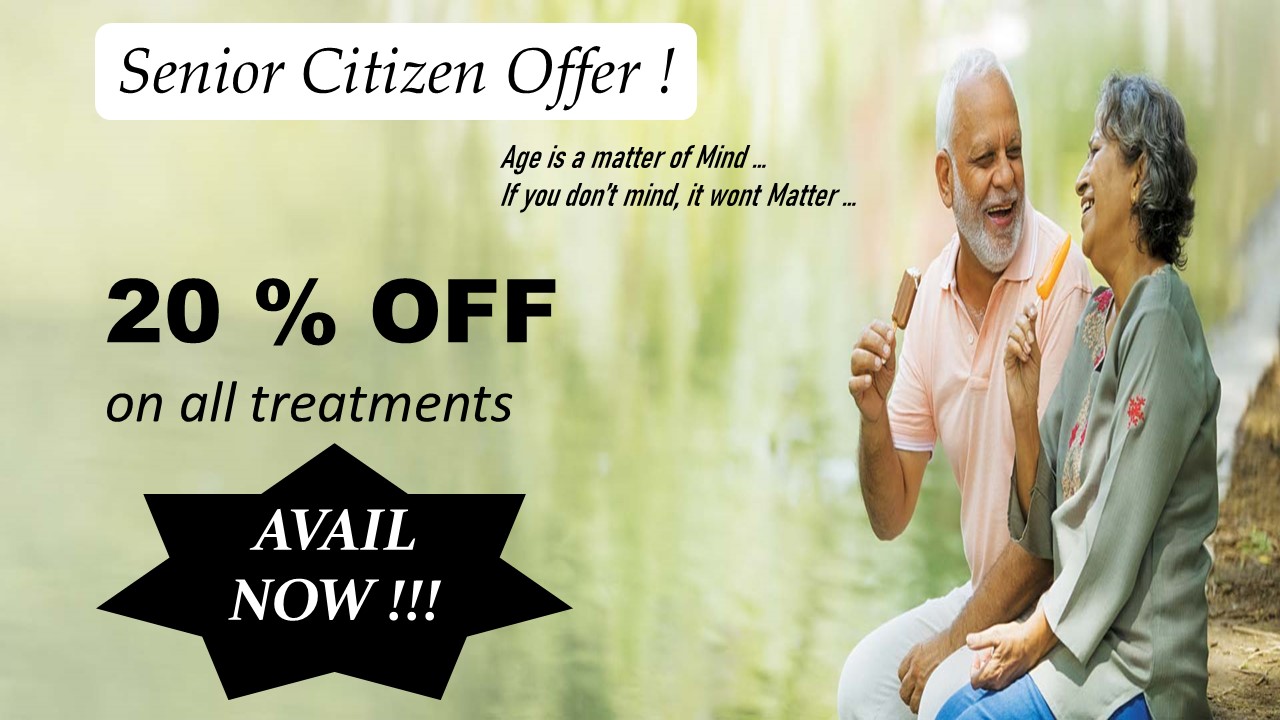 Senior Citizen Offer !
Age is a matter of Mind ...
If you don't mind, it wont Matter ...
20 % OFF
on all treatments
AVAIL
NOW !!!